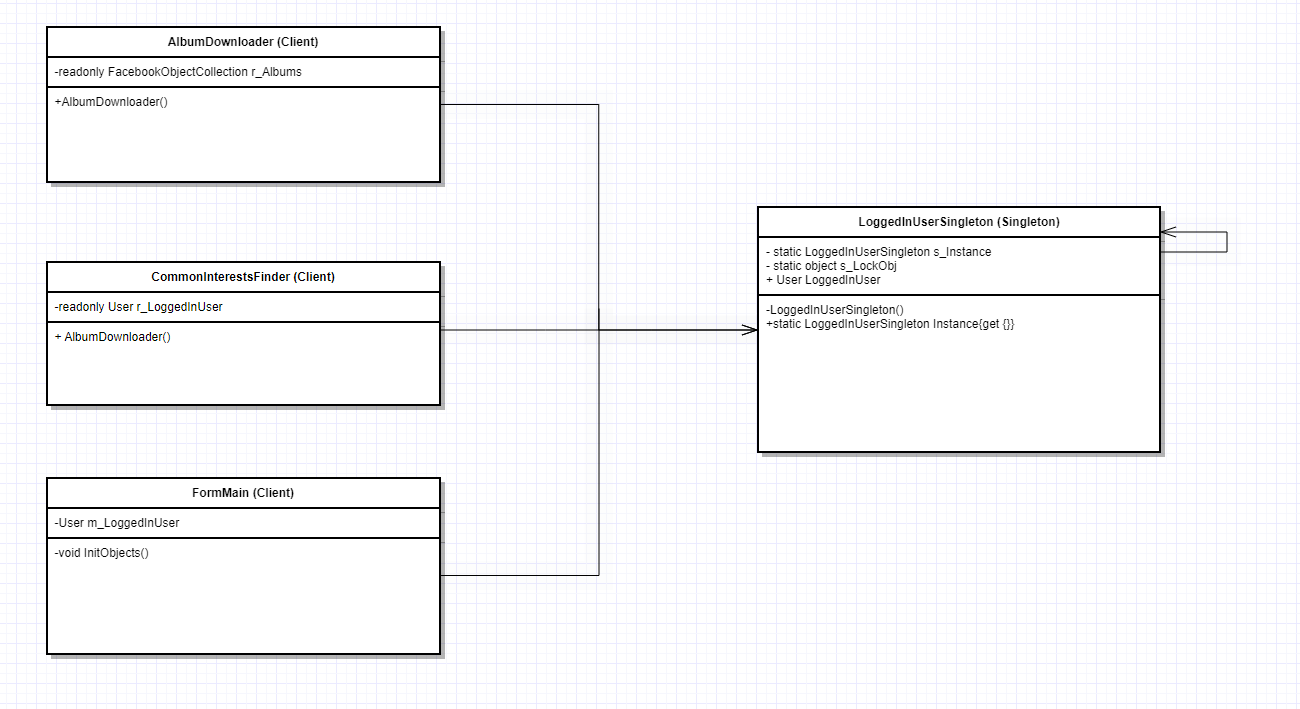 AlbumDownloader (Client)
-readonly FacebookObjectCollection r_Albums
+AlbumDownloader()
CommonInterestsFinder (Client)
-readonly User r_LoggedInUser
+ AlbumDownloader()
FormMain (Client)
-User m_LoggedInUser
-void InitObjects()
LoggedInUserSingleton (Singleton)
- static LoggedInUserSingleton s_Instance
- static object s_LockObj
+ User LoggedInUser
-LoggedInUserSingleton()
+static LoggedInUserSingleton Instance{get {}}